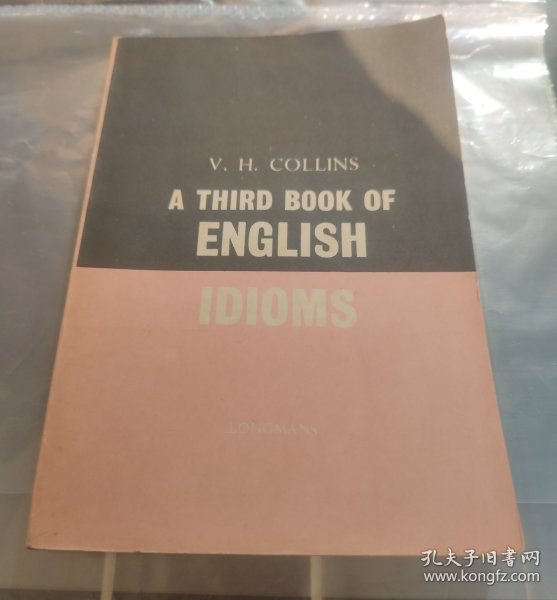 V. H. COLLINS
A THIRD BOOK OF
ENGLISH
IDIOMS
LONGMANS
孔夫子旧书网
www.kongfz.com